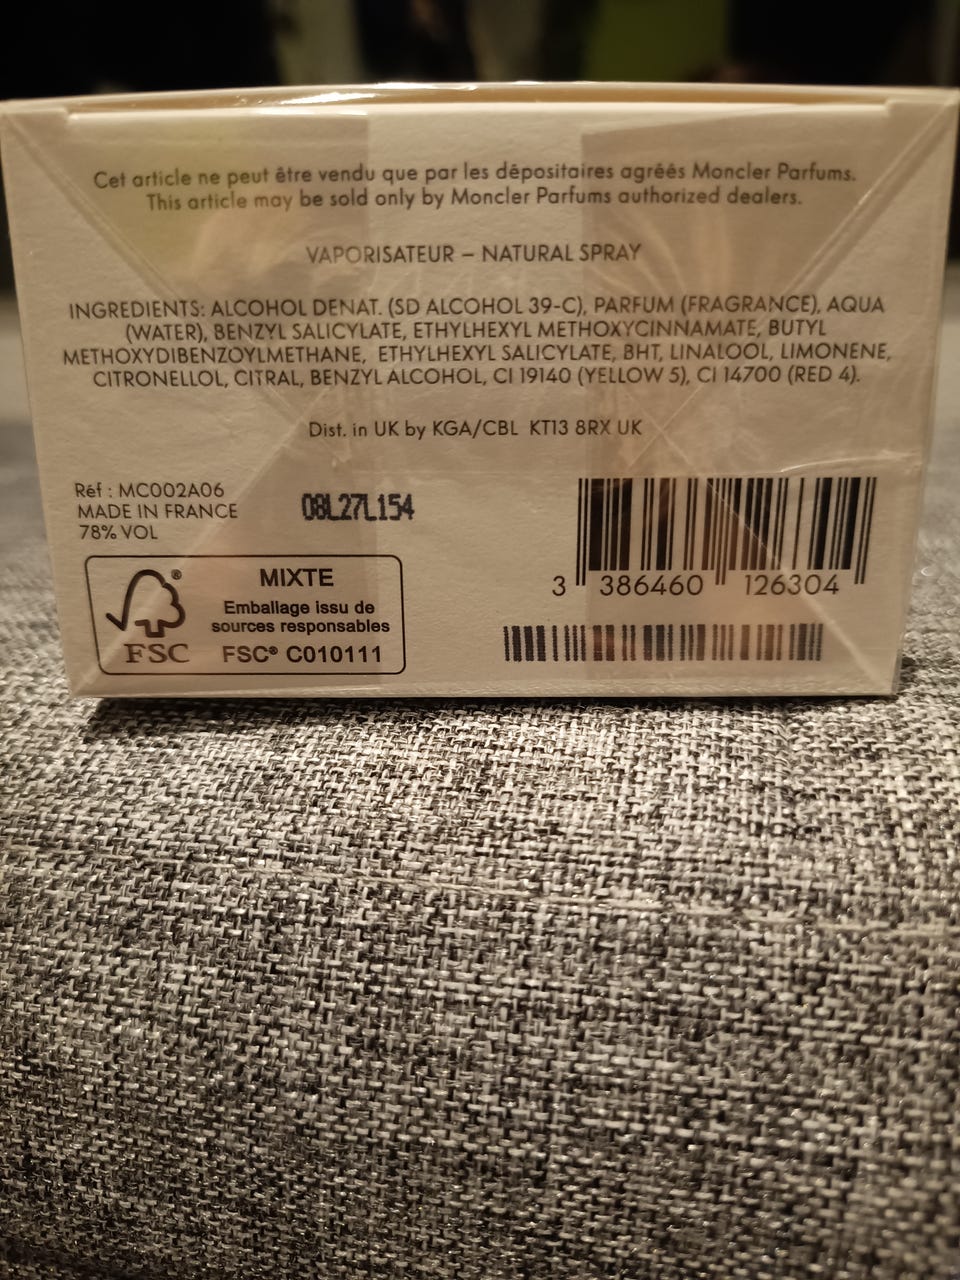 Cet article ne peut être vendu que par les dépositaires agréés Moncler Parfums.
This article may be sold only by Moncler Parfums authorized dealers.
VAPORISATEUR – NATURAL SPRAY
INGREDIENTS: ALCOHOL DENAT. (SD ALCOHOL 39-C), PARFUM (FRAGRANCE), AQUA
(WATER), BENZYL SALICYLATE, ETHYLHEXYL METHOXYCINNAMATE, BUTYL
METHOXYDIBENZOYLMETHANE, ETHYLHEXYL SALICYLATE, BHT, LINALOOL, LIMONENE,
CITRONELLOL, CITRAL, BENZYL ALCOHOL, CI 19140 (YELLOW 5), CI 14700 (RED 4).
Dist. in UK by KGA/CBL KT13 8RX UK
Réf : MC002A06
MADE IN FRANCE
78% VOL
08L27L154
MIXTE
Emballage issu de
sources responsables
FSC® C010111
®
FSC
3 386460 126304